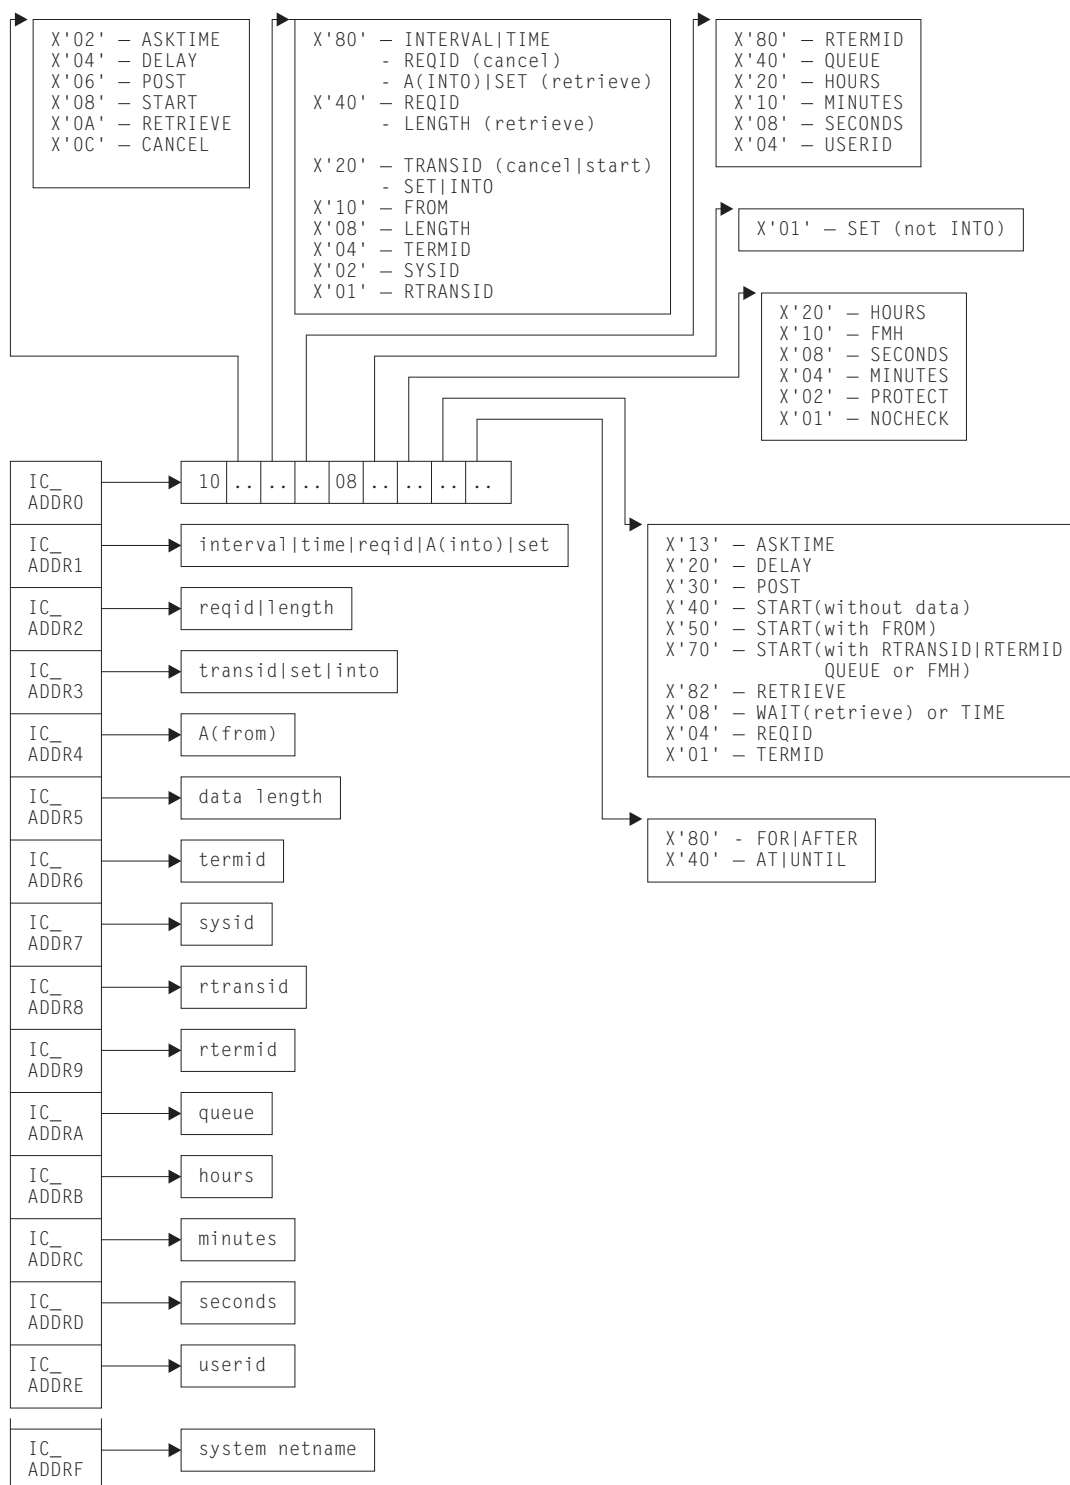 X'02' — ASKTIME
X'04' — DELAY
X'06' — POST
X'08' — START
X'0A' — RETRIEVE
X'0C' — CANCEL
X'80' — INTERVAL|TIME
- REQID (cancel)
- A(INTO)|SET (retrieve)
X'40' — REQID
- LENGTH (retrieve)
X'20' — TRANSID (cancel|start)
- SET|INTO
X'10' — FROM
X'08' — LENGTH
X'04' — TERMID
X'02' — SYSID
X'01' — RTRANSID
X'80' — RTERMID
X'40' — QUEUE
X'20' — HOURS
X'10' — MINUTES
X'08' — SECONDS
X'04' — USERID
X'01' — SET (not INTO)
X'20' — HOURS
X'10' — FMH
X'08' — SECONDS
X'04' — MINUTES
X'02' — PROTECT
X'01' — NOCHECK
IC_
ADDR0
10 .. .. .. 08 .. .. .. ..
IC_
ADDR1
interval|time|reqid|A(into)|set
IC_
ADDR2
reqid|length
IC_
ADDR3
transid|set|into
IC_
ADDR4
A(from)
IC_
ADDR5
data length
IC_
ADDR6
termid
IC_
ADDR7
sysid
IC_
ADDR8
rtransid
IC_
ADDR9
rtermid
IC_
ADDRA
queue
IC_
ADDRB
hours
IC_
ADDRC
minutes
IC_
ADDRD
seconds
IC_
ADDRE
userid
IC_
ADDRF
system netname
X'13' — ASKTIME
X'20' — DELAY
X'30' — POST
X'40' — START(without data)
X'50' — START(with FROM)
X'70' — START(with RTRANSID|RTERMID
QUEUE or FMH)
X'82' — RETRIEVE
X'08' — WAIT(retrieve) or TIME
X'04' — REQID
X'01' — TERMID
X'80' - FOR|AFTER
X'40' — AT|UNTIL